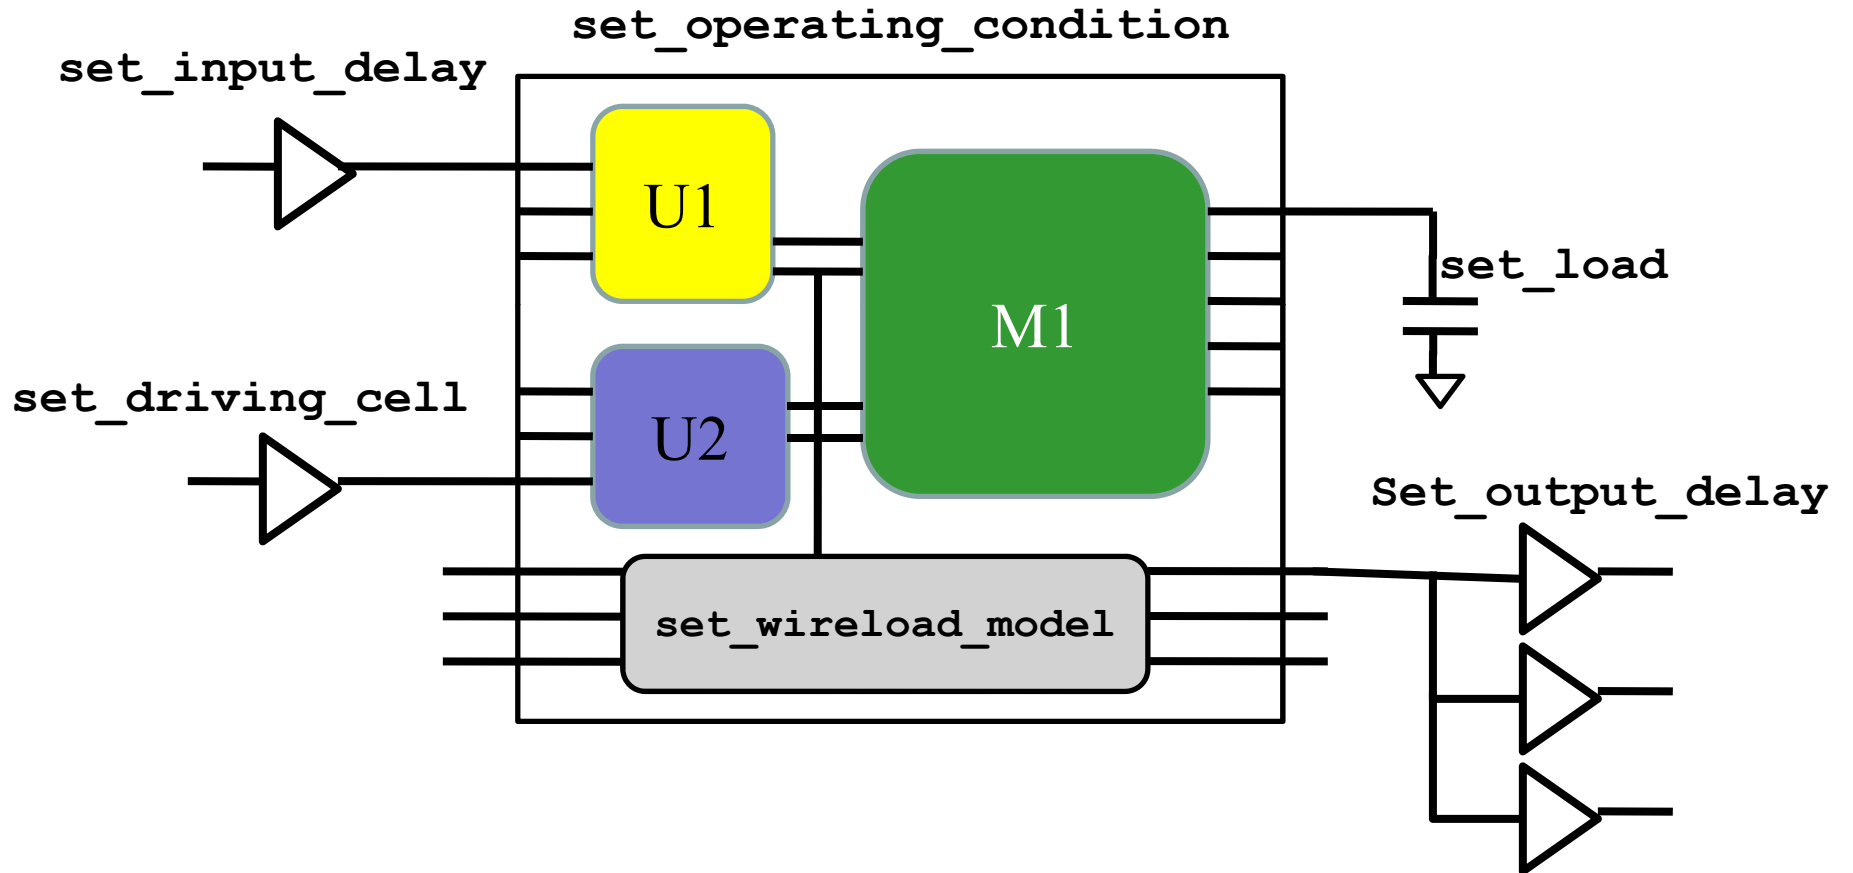 set_operating_condition
set_input_delay
U1
set_load
M1
set_driving_cell
U2
Set_output_delay
set_wireload_model